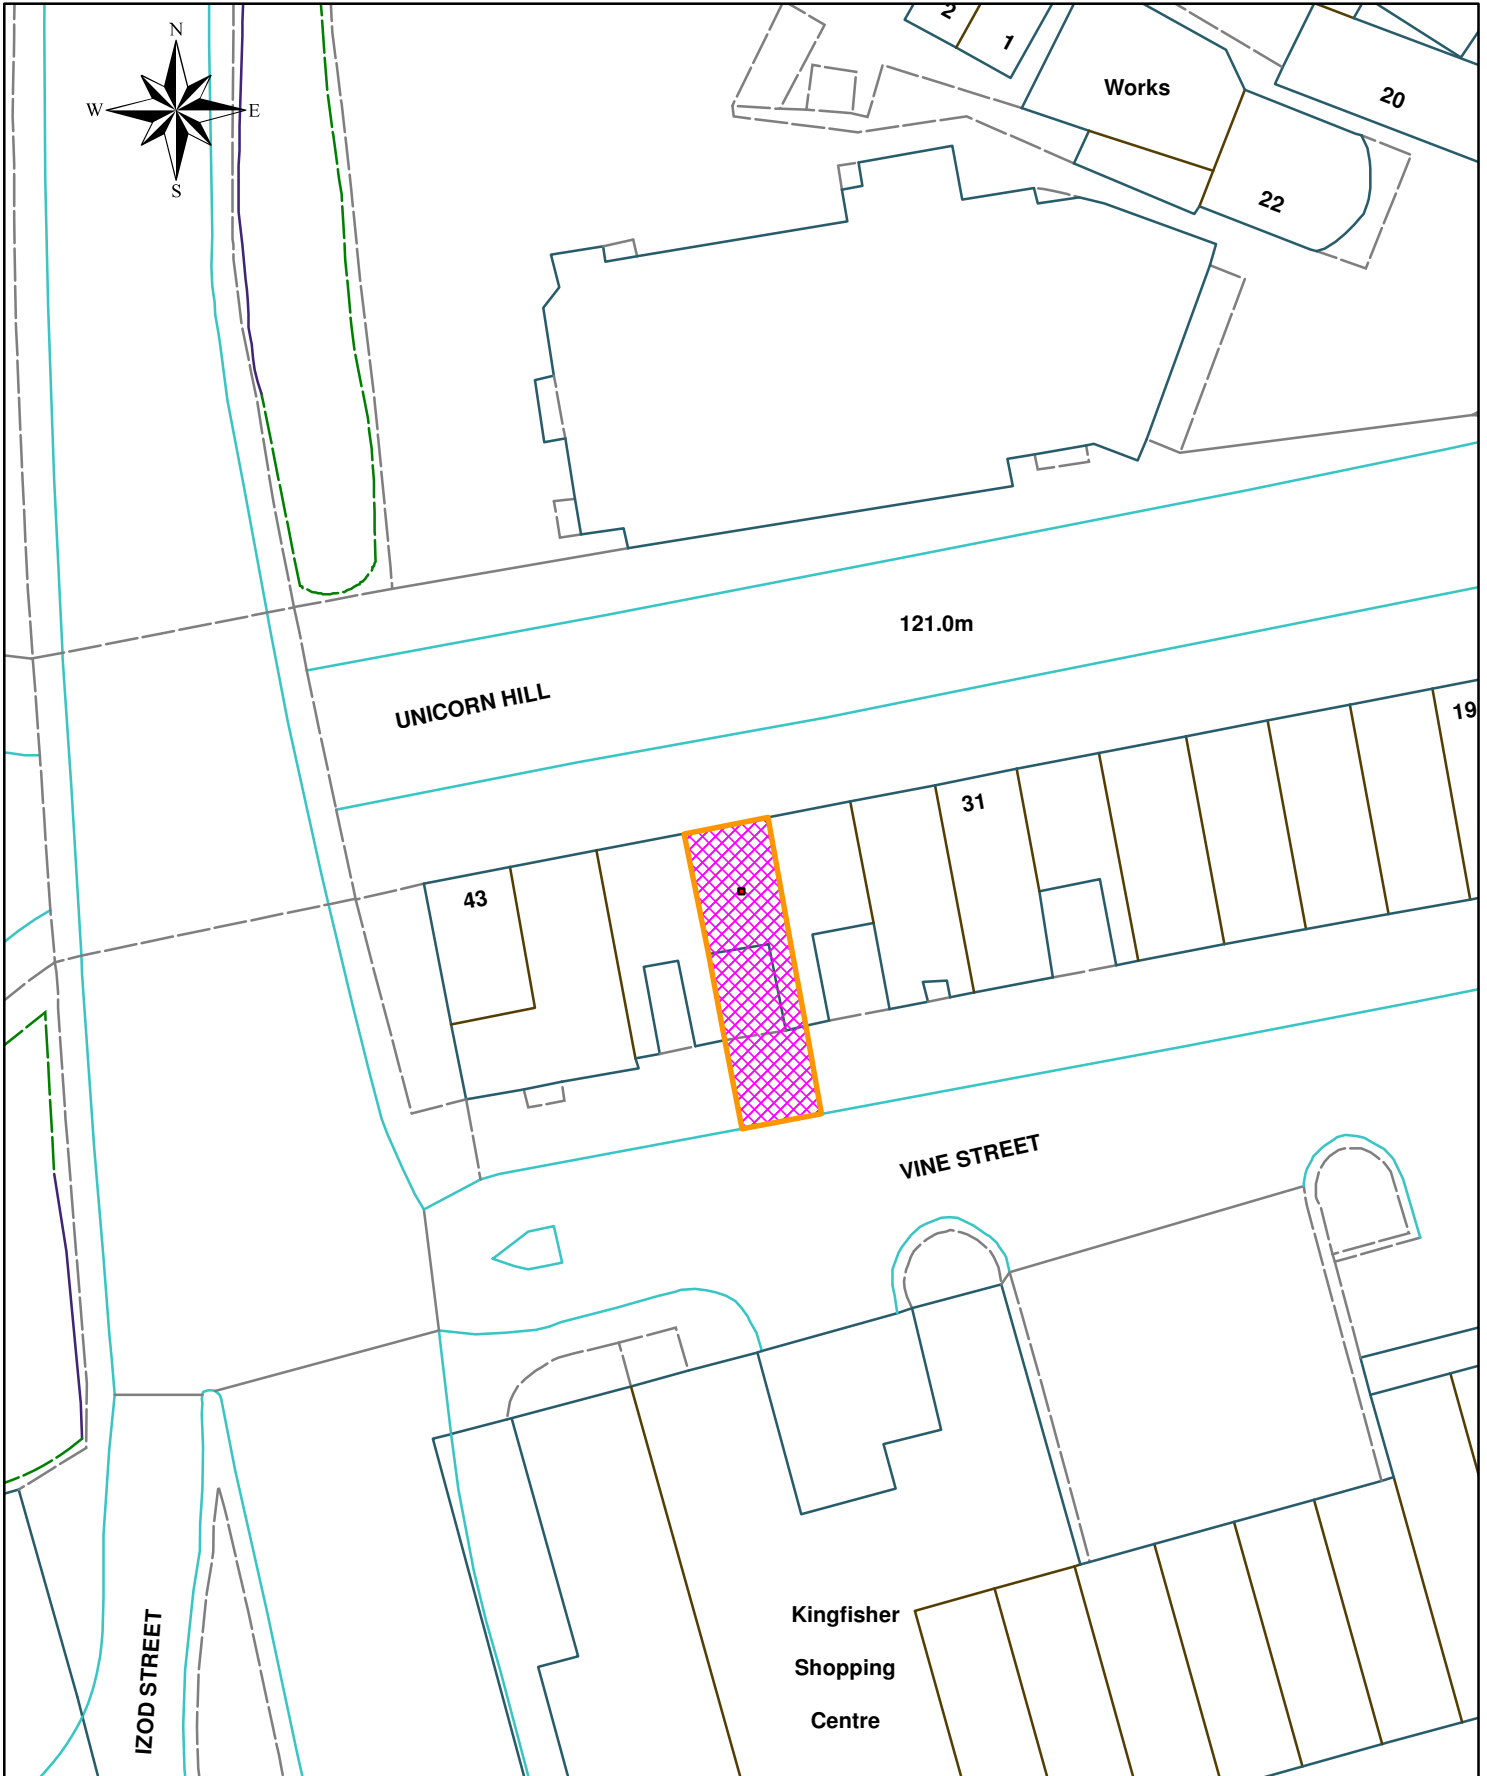 N
W
E
S
2
1
Works
20
22
121.0m
UNICORN HILL
19
31
43
VINE STREET
Kingfisher
Shopping
Centre
IZOD STREET